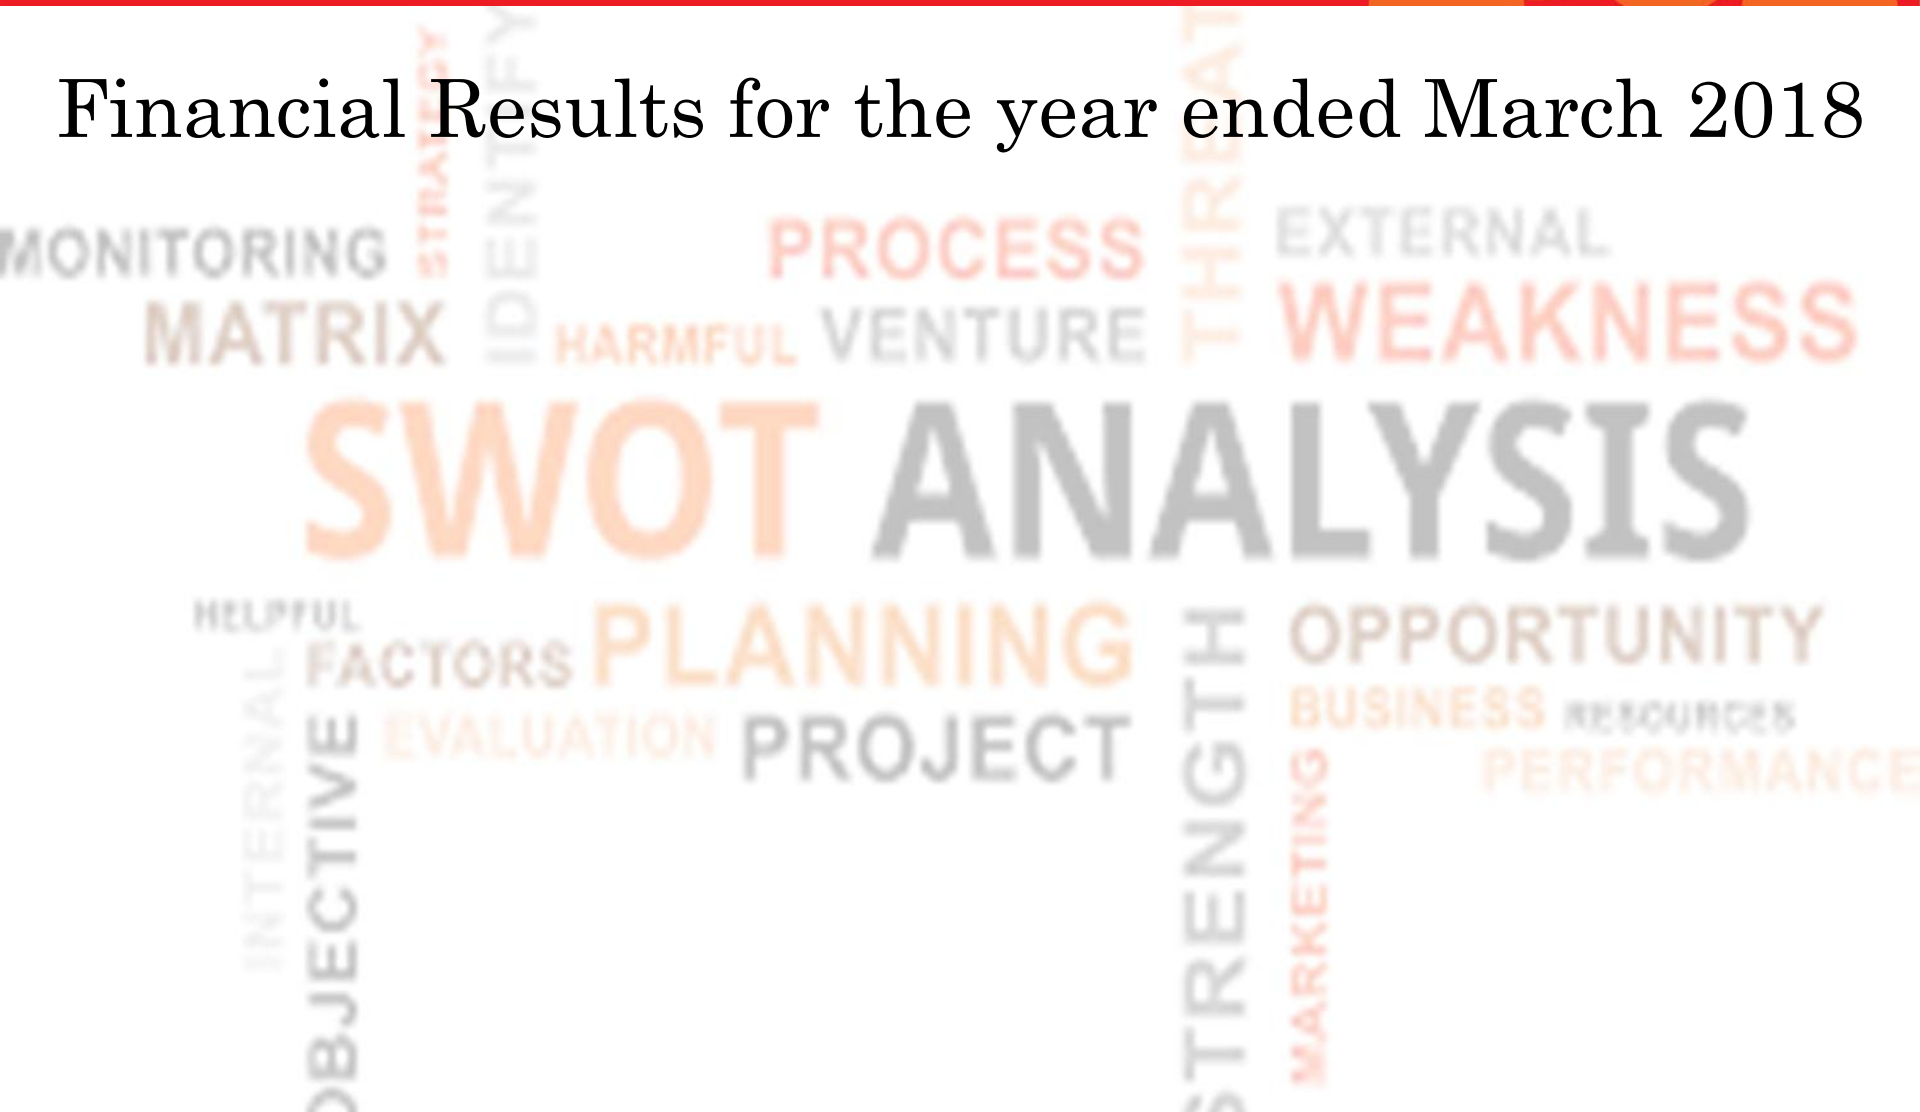 Financial Results for the year ended March 2018
STRATEGY
IDENTIFY
THREAT
MONITORING
PROCESS
EXTERNAL
MATRIX
HARMFUL
VENTURE
WEAKNESS
SWOT ANALYSIS
HELPFUL
FACTORS
PLANNING
OPPORTUNITY
INTERNAL
OBJECTIVE
EVALUATION
PROJECT
STRENGTH
BUSINESS
RESOURCES
PERFORMANCE
MARKETING